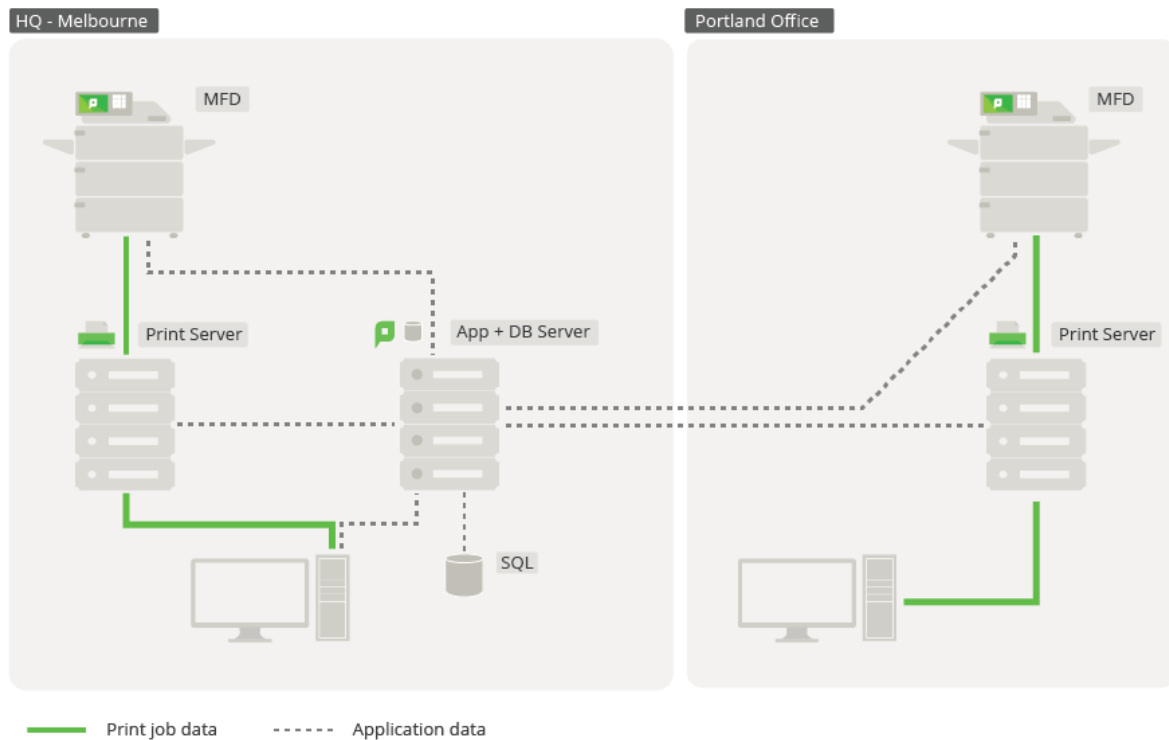 HQ - Melbourne
Portland Office
MFD
MFD
Print Server
App + DB Server
Print Server
SQL
Print job data
Application data